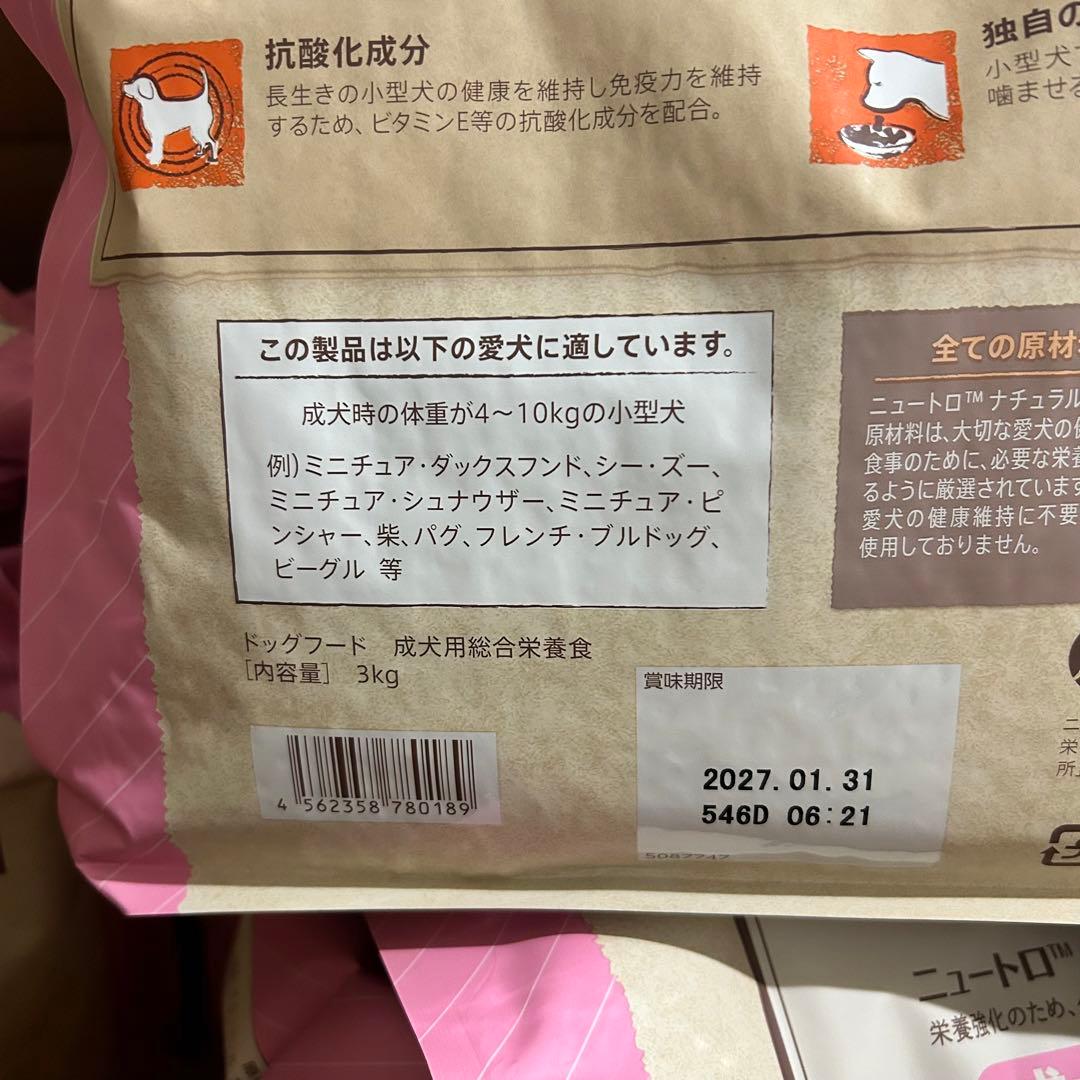 抗酸化成分
長生きの小型犬の健康を維持し免疫力を維持
するため、ビタミンE等の抗酸化成分を配合。
独自の
小型犬
噛ませる
この製品は以下の愛犬に適しています。
成犬時の体重が4〜10kgの小型犬
例)ミニチュア・ダックスフンド、シー・ズー、
ミニチュア・シュナウザー、ミニチュア・ピ
ンシャー、柴、パグ、フレンチ・ブルドッグ、
ビーグル 等
全ての原材
ニュートロ™ ナチュラル
原材料は、大切な愛犬の
食事のために、必要な栄養
るように厳選されています
愛犬の健康維持に不要
使用しておりません。
ドッグフード 成犬用総合栄養食
[内容量] 3kg
賞味期限
2027.01.31
546D 06:21
4 562358 780189
ニュートロ™
栄養強化のため、